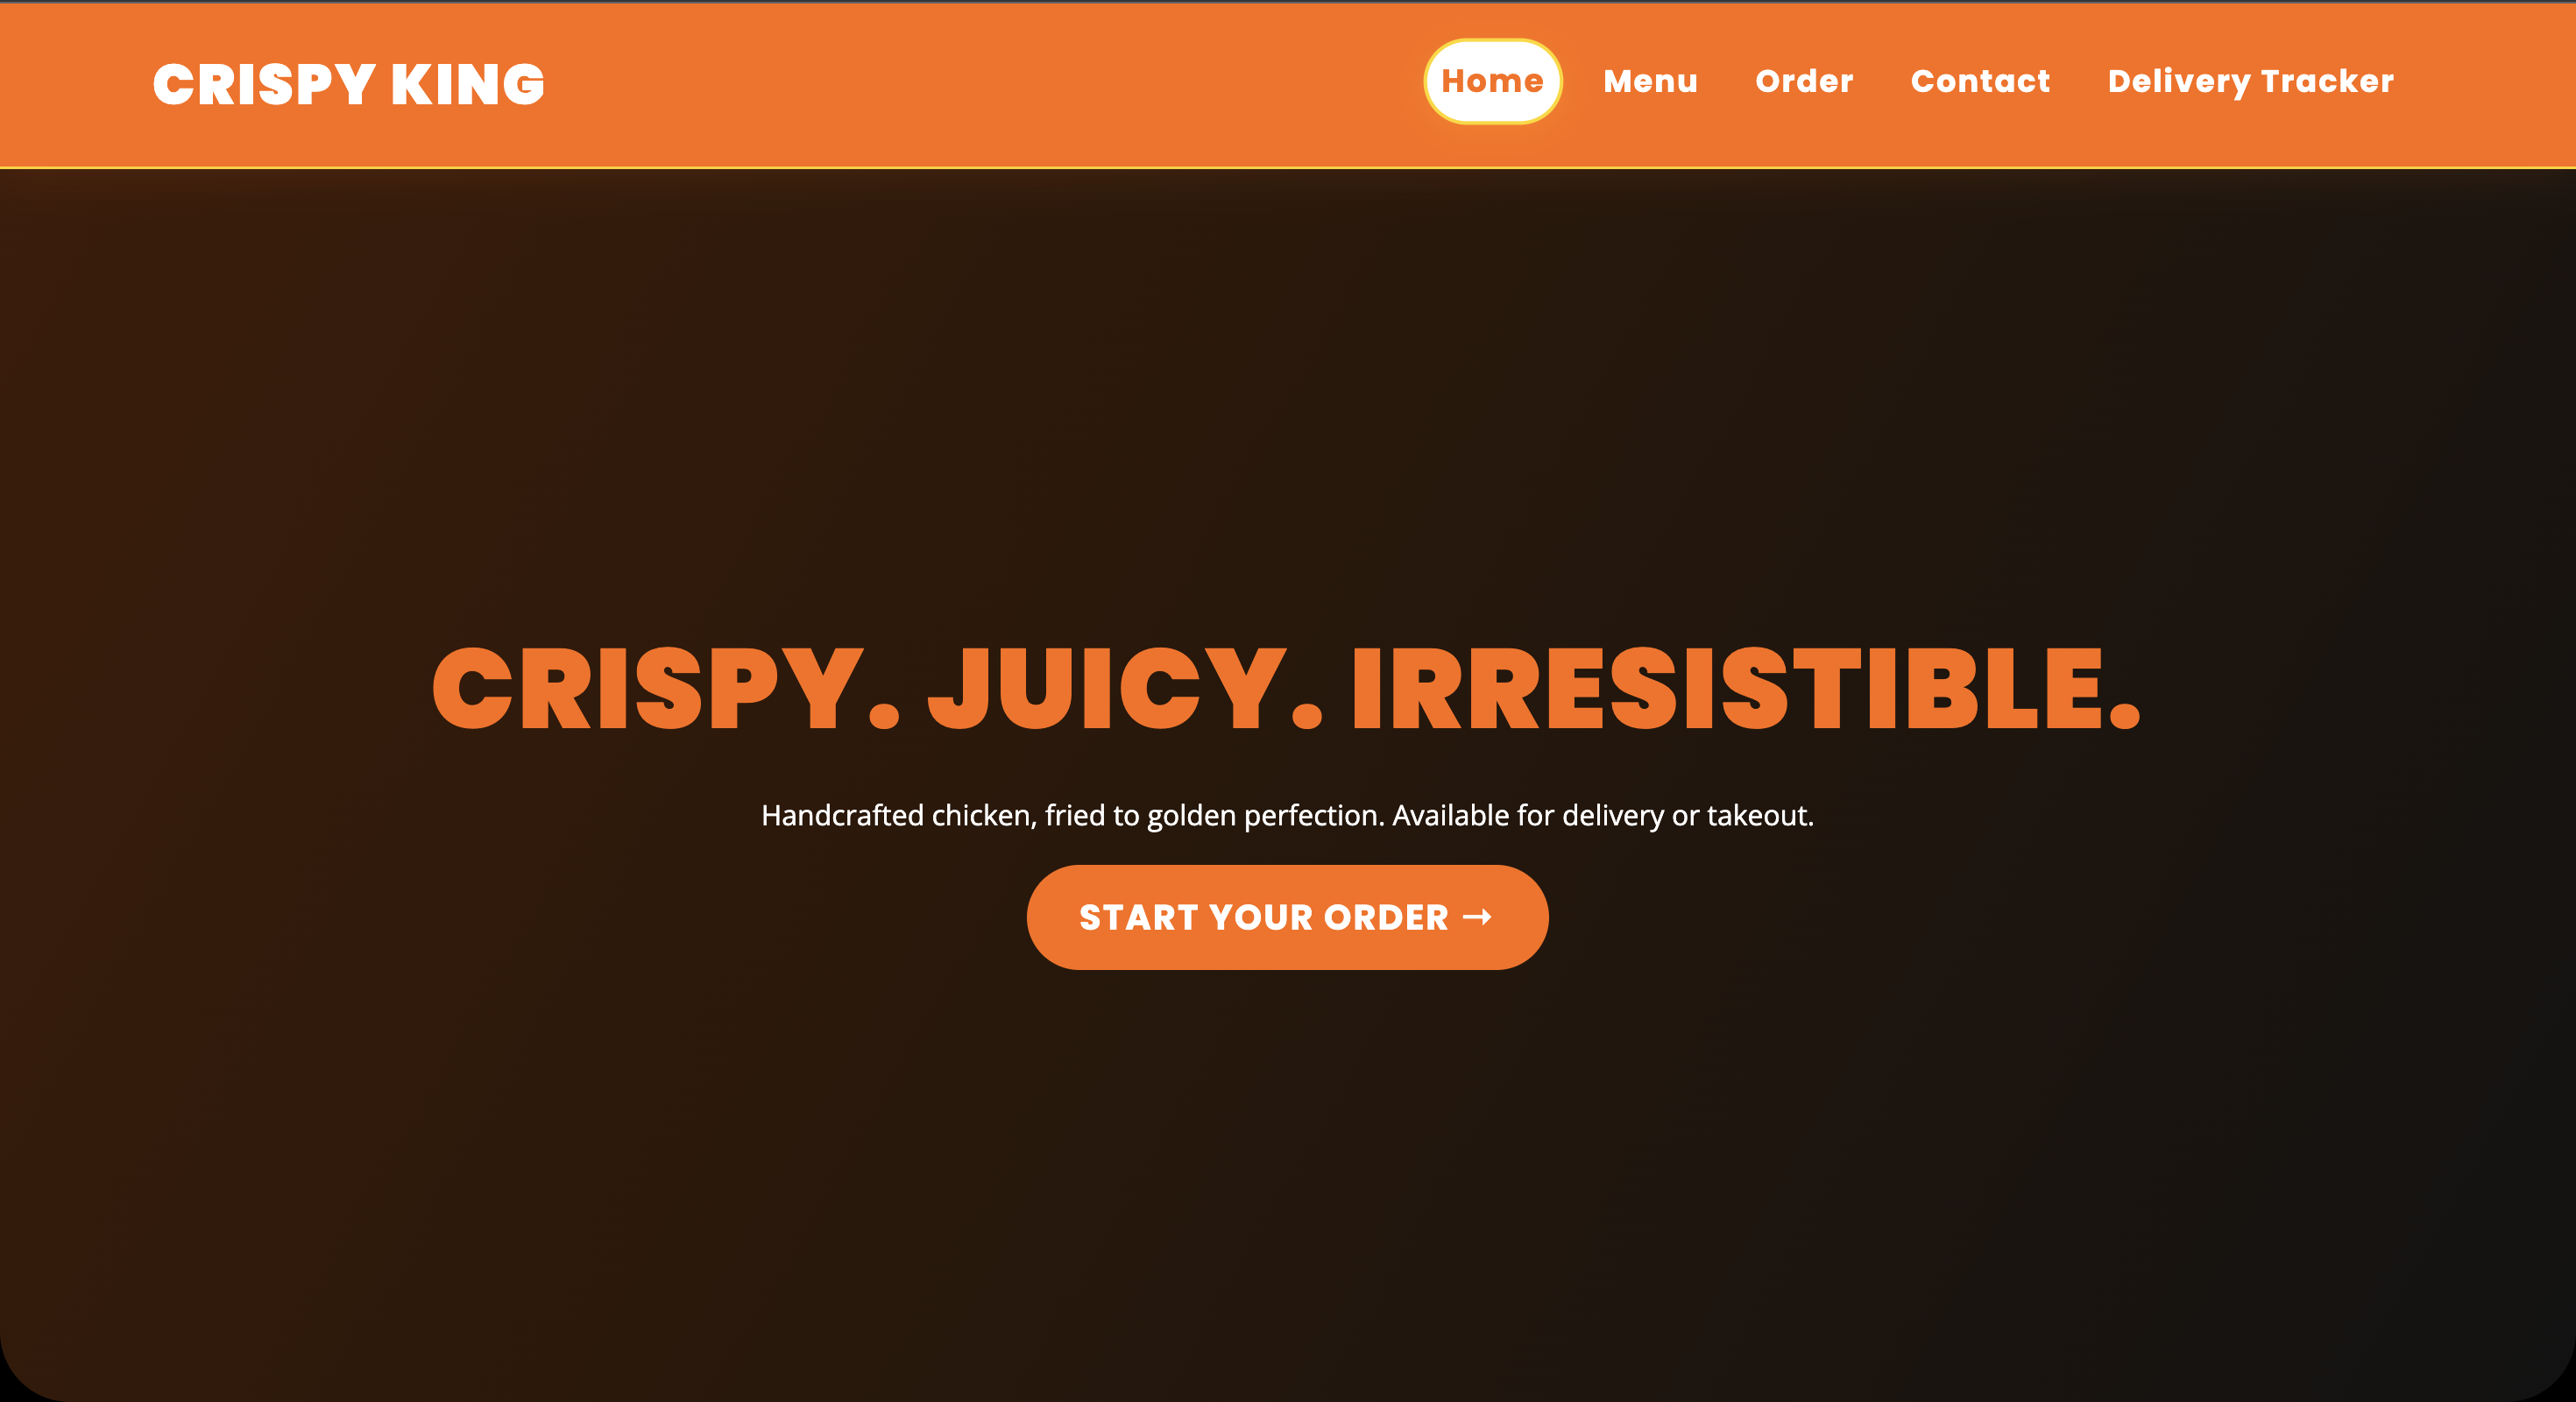 CRISPY KING
Home Menu Order Contact Delivery Tracker
CRISPY. JUICY. IRRESISTIBLE.
Handcrafted chicken, fried to golden perfection. Available for delivery or takeout.
START YOUR ORDER →